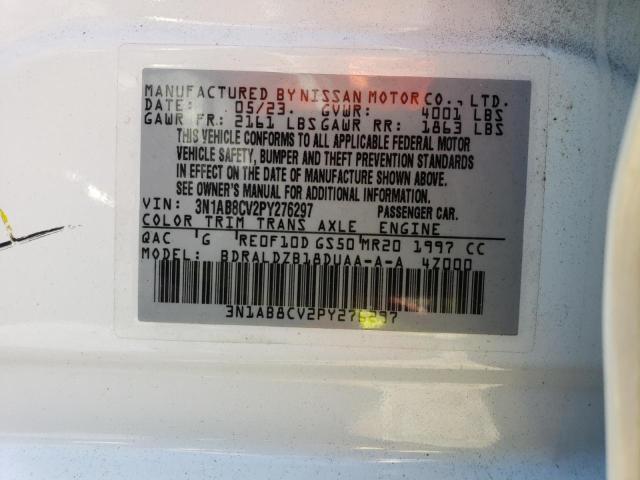 MANUFACTURED BY NISSAN MOTOR CO., LTD.
DATE: 05/23 GVWR: 4001 LBS
GAWR FR: 2161 LBS GAWR RR: 1863 LBS
THIS VEHICLE CONFORMS TO ALL APPLICABLE FEDERAL MOTOR
VEHICLE SAFETY, BUMPER AND THEFT PREVENTION STANDARDS
IN EFFECT ON THE DATE OF MANUFACTURE SHOWN ABOVE.
SEE OWNER'S MANUAL FOR ADDITIONAL INFORMATION.
VIN: 3N1AB8CV2PY276297 PASSENGER CAR.
COLOR TRIM TRANS AXLE ENGINE
QAC G RE0F10D GS50 MR20 1997 CC
MODEL: BDRALDZB18DUAA-A-A 4Z000
3N1AB8CV2PY276297